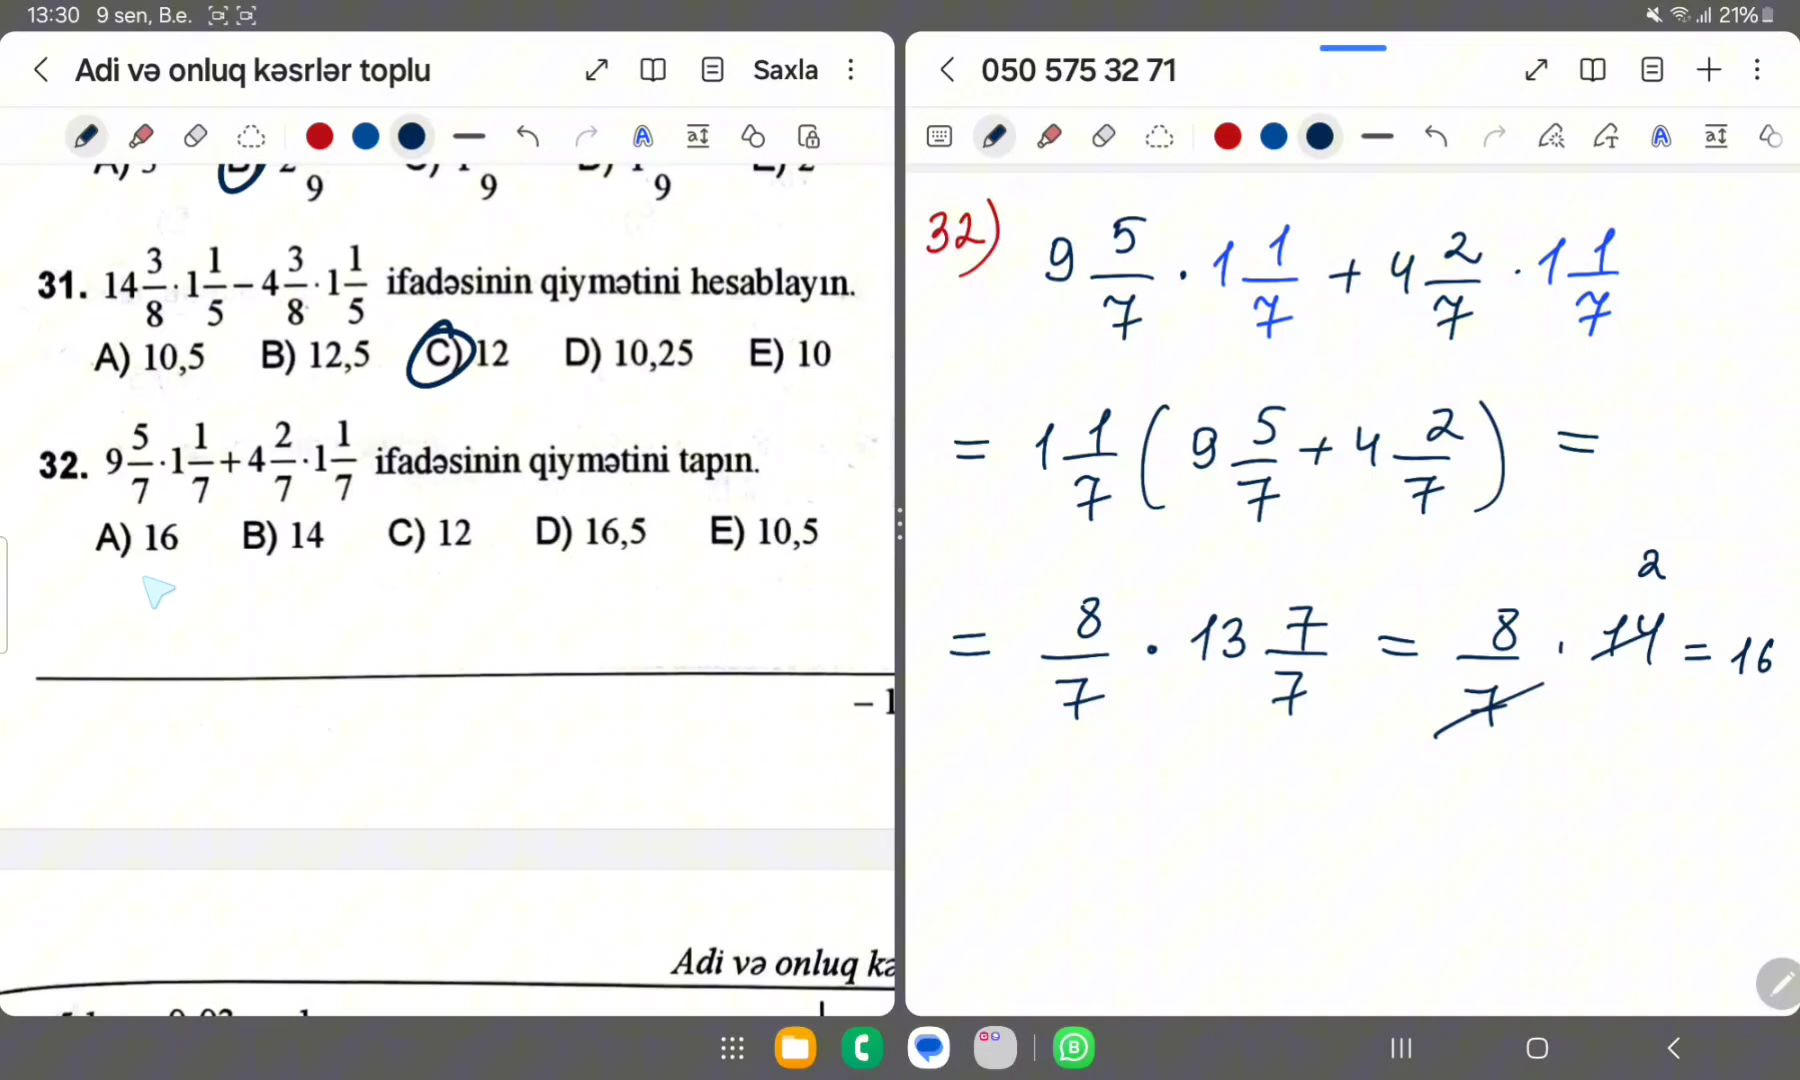 13:30 9 sen, B.e. 21%
Adi və onluq kəsrlər toplu Saxla
9 9 9
31. 14 3/8 · 1 1/5 − 4 3/8 · 1 1/5 ifadəsinin qiymətini hesablayın.
A) 10,5 B) 12,5 C) 12 D) 10,25 E) 10
32. 9 5/7 · 1 1/7 + 4 2/7 · 1 1/7 ifadəsinin qiymətini tapın.
A) 16 B) 14 C) 12 D) 16,5 E) 10,5
− 1
Adi və onluq kə
050 575 32 71
32) 9 5/7 · 1 1/7 + 4 2/7 · 1 1/7
= 1 1/7 ( 9 5/7 + 4 2/7 ) =
2
= 8/7 · 13 7/7 = 8/7 · 14 = 16